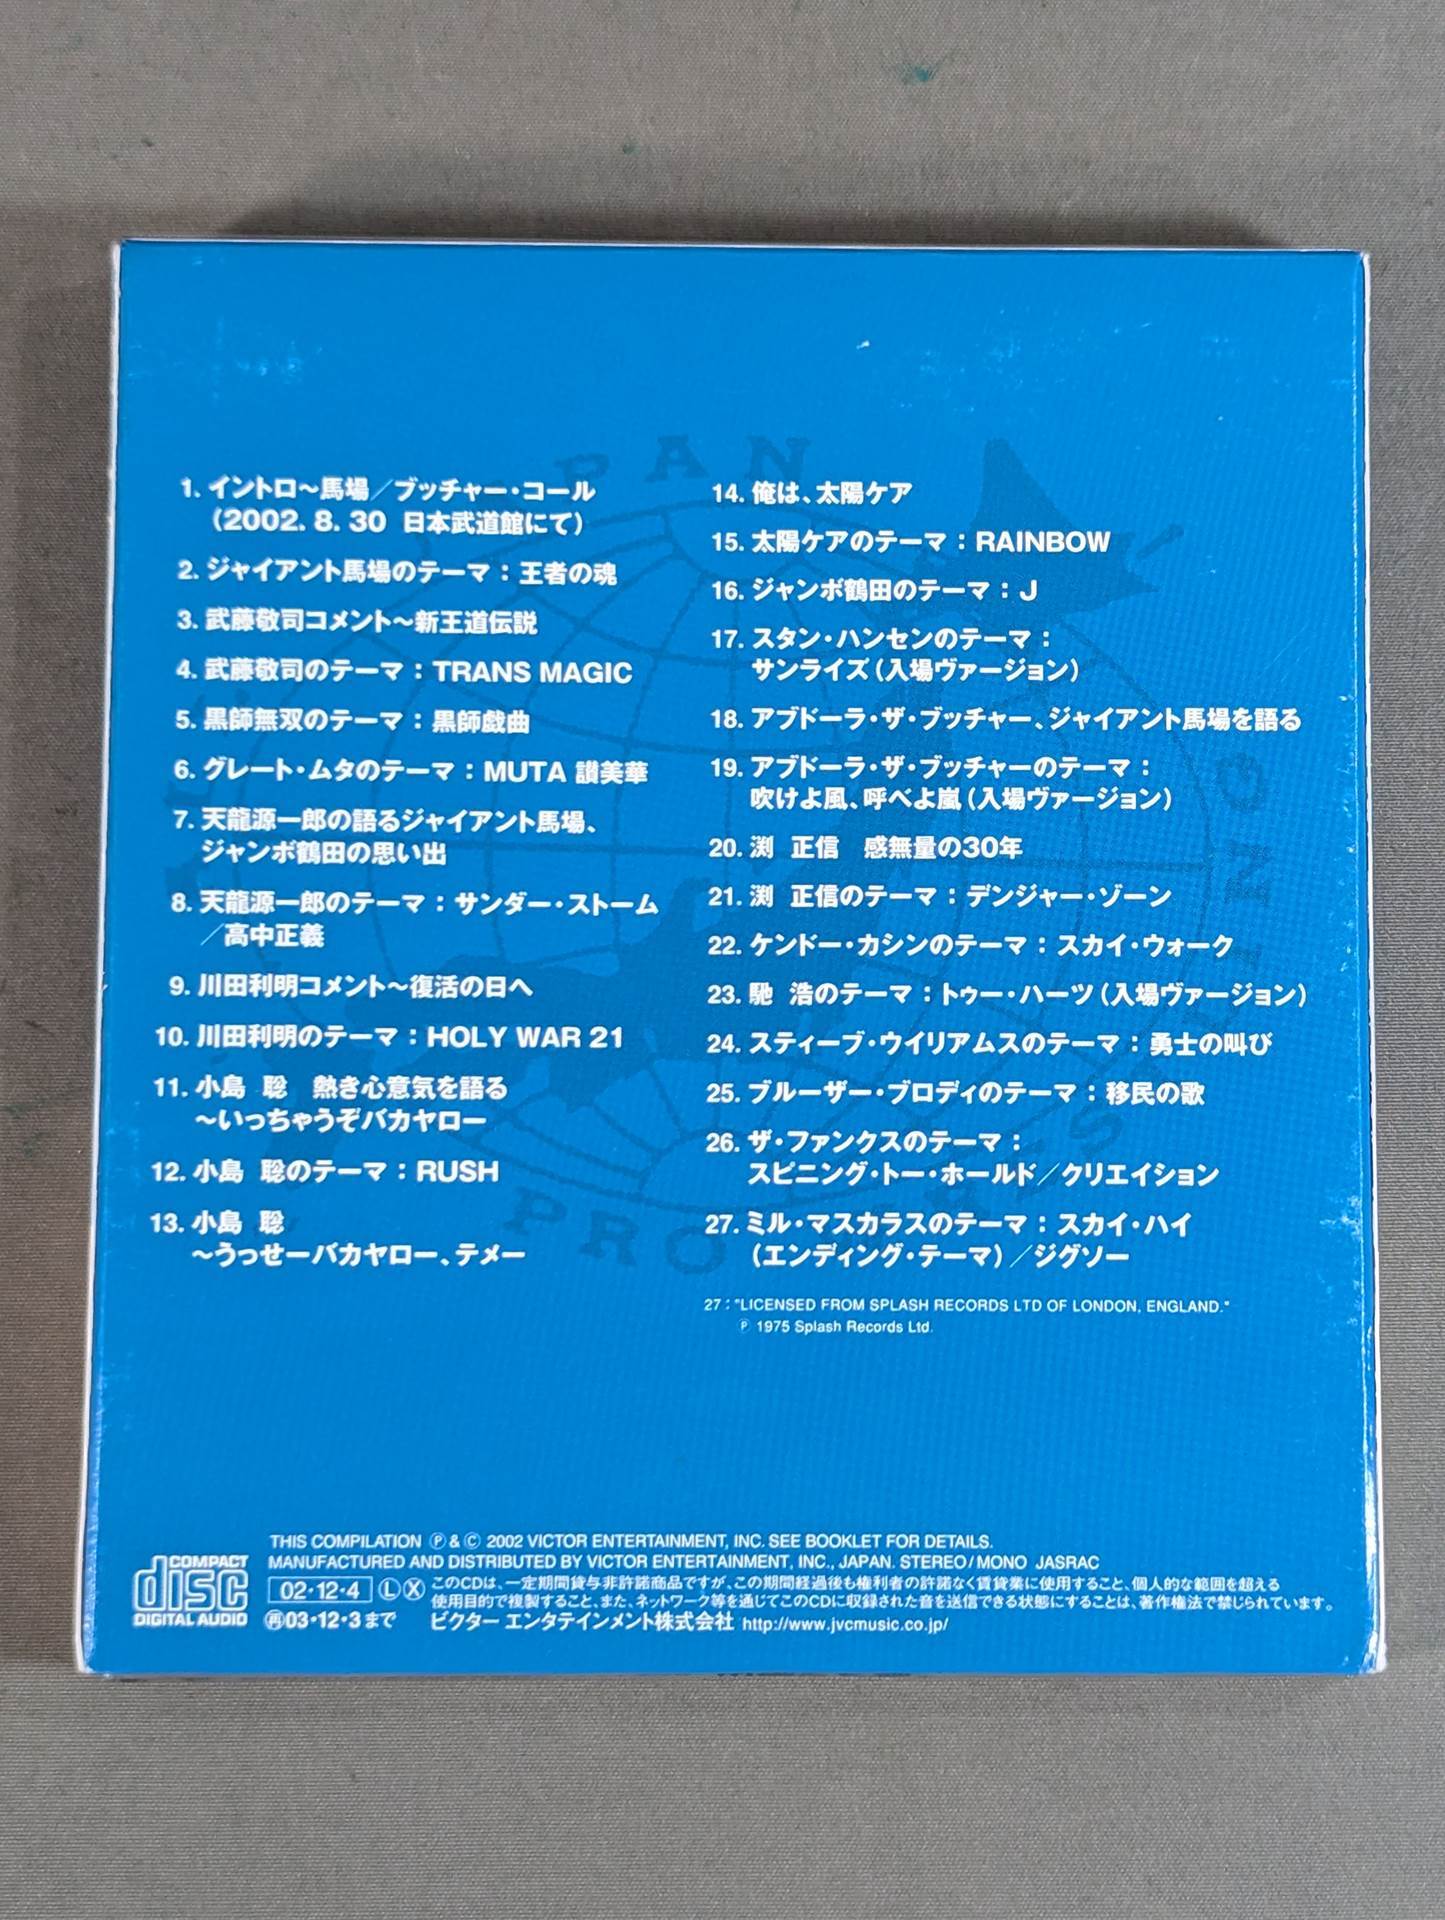 1. イントロ～馬場／ブッチャー・コール
（2002. 8. 30 日本武道館にて）
2. ジャイアント馬場のテーマ：王者の魂
3. 武藤敬司コメント～新王道伝説
4. 武藤敬司のテーマ：TRANS MAGIC
5. 黒師無双のテーマ：黒師戯曲
6. グレート・ムタのテーマ：MUTA 讃美華
7. 天龍源一郎の語るジャイアント馬場、
ジャンボ鶴田の思い出
8. 天龍源一郎のテーマ：サンダー・ストーム
／高中正義
9. 川田利明コメント～復活の日へ
10. 川田利明のテーマ：HOLY WAR 21
11. 小島 聡 熱き心意気を語る
～いっちゃうぞバカヤロー
12. 小島 聡のテーマ：RUSH
13. 小島 聡
～うっせーバカヤロー、テメー
14. 俺は、太陽ケア
15. 太陽ケアのテーマ：RAINBOW
16. ジャンボ鶴田のテーマ：J
17. スタン・ハンセンのテーマ：
サンライズ（入場ヴァージョン）
18. アブドーラ・ザ・ブッチャー、ジャイアント馬場を語る
19. アブドーラ・ザ・ブッチャーのテーマ：
吹けよ風、呼べよ嵐（入場ヴァージョン）
20. 渕 正信 感無量の30年
21. 渕 正信のテーマ：デンジャー・ゾーン
22. ケンドー・カシンのテーマ：スカイ・ウォーク
23. 馳 浩のテーマ：トゥー・ハーツ（入場ヴァージョン）
24. スティーブ・ウイリアムスのテーマ：勇士の叫び
25. ブルーザー・ブロディのテーマ：移民の歌
26. ザ・ファンクスのテーマ：
スピニング・トー・ホールド／クリエイション
27. ミル・マスカラスのテーマ：スカイ・ハイ
（エンディング・テーマ）／ジグソー
27："LICENSED FROM SPLASH RECORDS LTD OF LONDON, ENGLAND."
Ⓟ 1975 Splash Records Ltd.
THIS COMPILATION Ⓟ & Ⓒ 2002 VICTOR ENTERTAINMENT, INC. SEE BOOKLET FOR DETAILS.
MANUFACTURED AND DISTRIBUTED BY VICTOR ENTERTAINMENT, INC., JAPAN. STEREO/MONO JASRAC
COMPACT
disc
DIGITAL AUDIO
02・12・4 Ⓛ Ⓧ このCDは、一定期間貸与非許諾商品ですが、この期間経過後も権利者の許諾なく賃貸業に使用すること、個人的な範囲を超える
使用目的で複製すること、また、ネットワーク等を通じてこのCDに収録された音を送信できる状態にすることは、著作権法で禁じられています。
㊞03・12・3まで ビクター エンタテインメント株式会社 http://www.jvcmusic.co.jp/